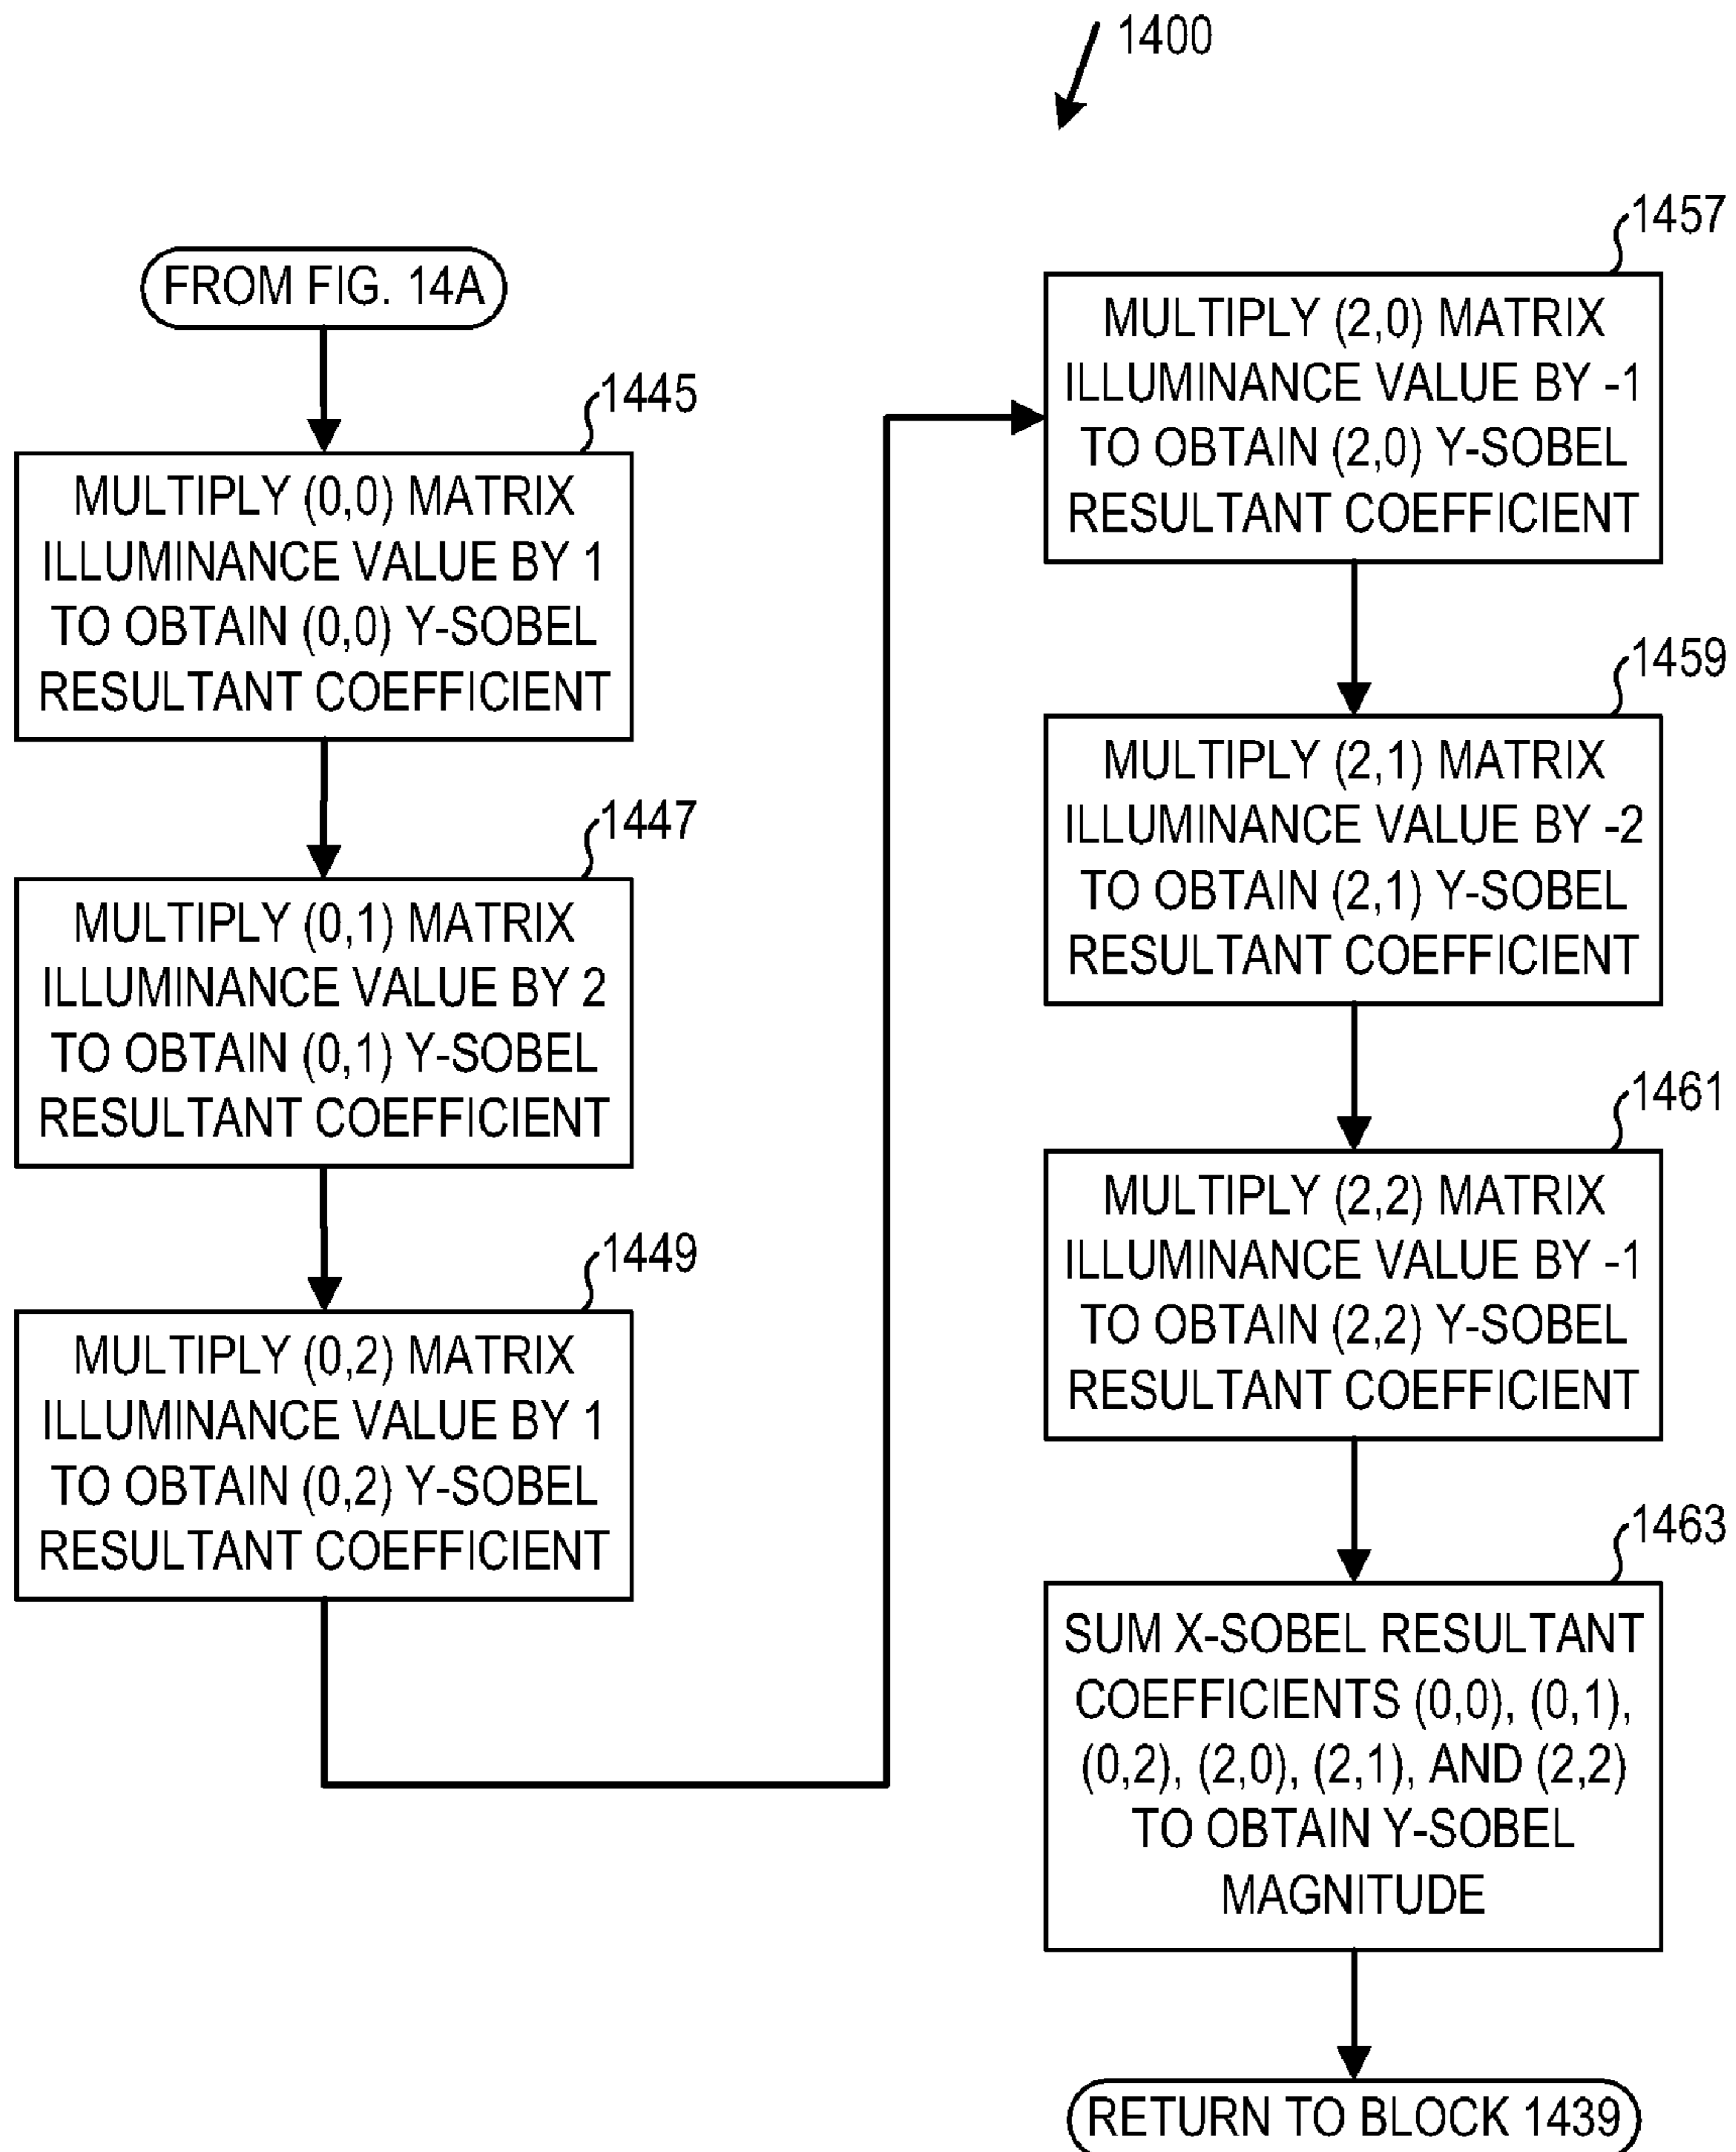 1400
FROM FIG. 14A
1445
MULTIPLY (0,0) MATRIX
ILLUMINANCE VALUE BY 1
TO OBTAIN (0,0) Y-SOBEL
RESULTANT COEFFICIENT
1447
MULTIPLY (0,1) MATRIX
ILLUMINANCE VALUE BY 2
TO OBTAIN (0,1) Y-SOBEL
RESULTANT COEFFICIENT
1449
MULTIPLY (0,2) MATRIX
ILLUMINANCE VALUE BY 1
TO OBTAIN (0,2) Y-SOBEL
RESULTANT COEFFICIENT
1457
MULTIPLY (2,0) MATRIX
ILLUMINANCE VALUE BY -1
TO OBTAIN (2,0) Y-SOBEL
RESULTANT COEFFICIENT
1459
MULTIPLY (2,1) MATRIX
ILLUMINANCE VALUE BY -2
TO OBTAIN (2,1) Y-SOBEL
RESULTANT COEFFICIENT
1461
MULTIPLY (2,2) MATRIX
ILLUMINANCE VALUE BY -1
TO OBTAIN (2,2) Y-SOBEL
RESULTANT COEFFICIENT
1463
SUM X-SOBEL RESULTANT
COEFFICIENTS (0,0), (0,1),
(0,2), (2,0), (2,1), AND (2,2)
TO OBTAIN Y-SOBEL
MAGNITUDE
RETURN TO BLOCK 1439